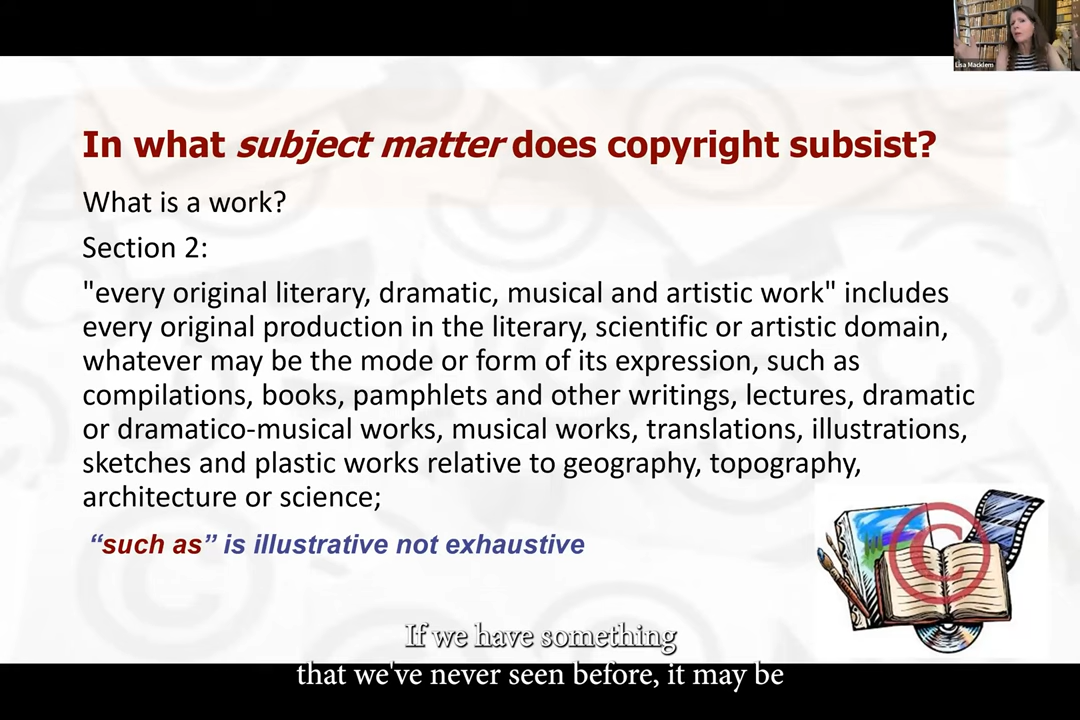 Lisa Macklem
In what subject matter does copyright subsist?
What is a work?
Section 2:
"every original literary, dramatic, musical and artistic work" includes
every original production in the literary, scientific or artistic domain,
whatever may be the mode or form of its expression, such as
compilations, books, pamphlets and other writings, lectures, dramatic
or dramatico-musical works, musical works, translations, illustrations,
sketches and plastic works relative to geography, topography,
architecture or science;
“such as” is illustrative not exhaustive
If we have something
that we've never seen before, it may be